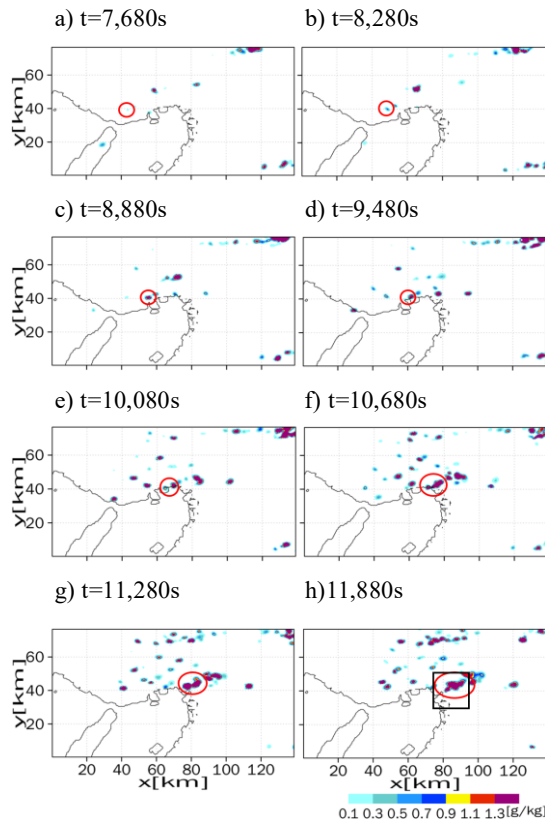 a) t=7,680s
b) t=8,280s
y[km]
60
40
20
c) t=8,880s
d) t=9,480s
y[km]
60
40
20
e) t=10,080s
f) t=10,680s
y[km]
60
40
20
g) t=11,280s
h)11,880s
y[km]
60
40
20
20 40 60 80 100 120
20 40 60 80 100 120
x[km]
x[km]
0.1 0.3 0.5 0.7 0.9 1.1 1.3 [g/kg]